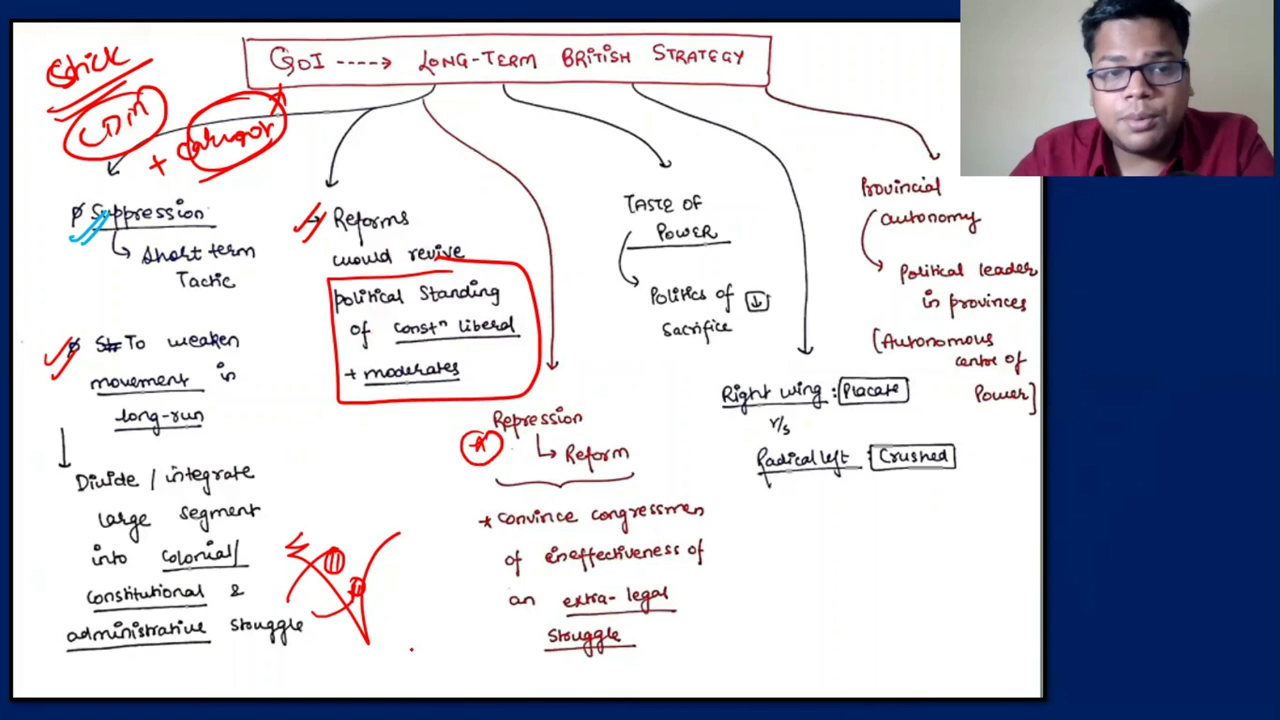 GOI ----> LONG-TERM BRITISH STRATEGY
Stick
CDM
+
Suppression
Short term
Tactic
To weaken
movement in
long-run
Divide / integrate
large segment
into colonial/
constitutional &
administrative struggle
Reforms
would revive
political Standing
of constn liberal
+ moderates
Repression
Reform
* Convince congressmen
of ineffectiveness of
an extra-legal
struggle
TASTE OF
POWER
Politics of ↓
Sacrifice
Right wing : Placate
v/s
Radical left : Crushed
Provincial
autonomy
Political leader
in provinces
[Autonomous
centre of
Power]